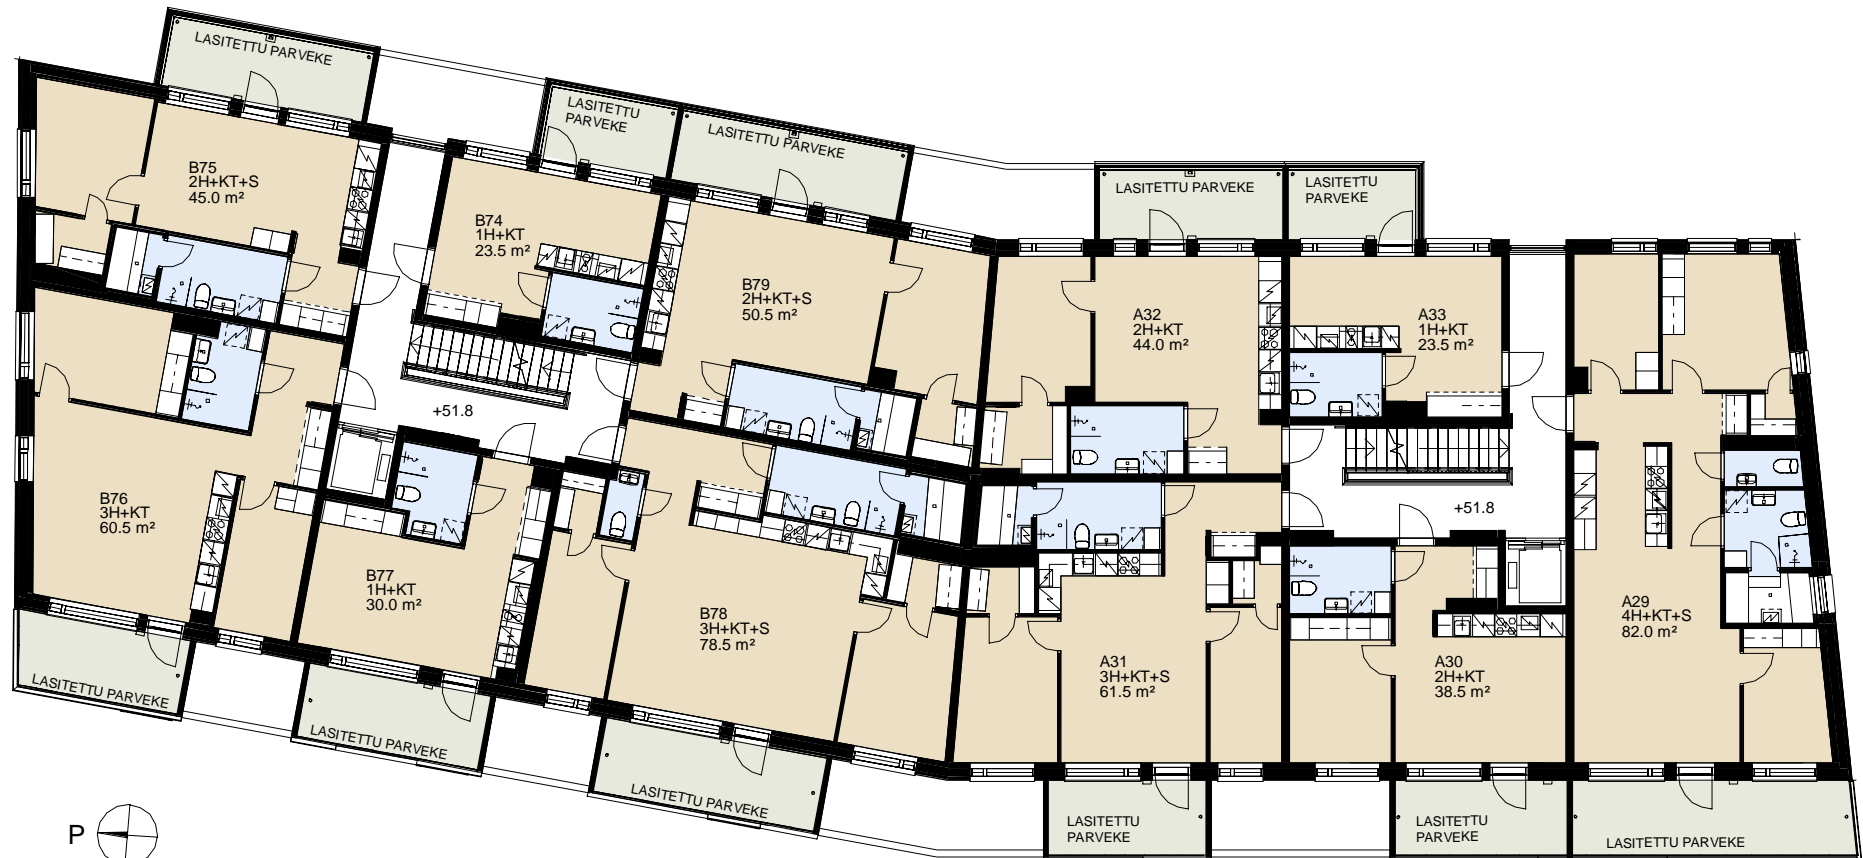 LASITETTU PARVEKE
B75
2H+KT+S
45.0 m²
LASITETTU
PARVEKE
LASITETTU PARVEKE
B74
1H+KT
23.5 m²
B79
2H+KT+S
50.5 m²
LASITETTU PARVEKE
LASITETTU
PARVEKE
A32
2H+KT
44.0 m²
A33
1H+KT
23.5 m²
+51.8
+51.8
B76
3H+KT
60.5 m²
B77
1H+KT
30.0 m²
B78
3H+KT+S
78.5 m²
A31
3H+KT+S
61.5 m²
A30
2H+KT
38.5 m²
A29
4H+KT+S
82.0 m²
LASITETTU PARVEKE
LASITETTU PARVEKE
LASITETTU PARVEKE
LASITETTU
PARVEKE
LASITETTU
PARVEKE
LASITETTU PARVEKE
P